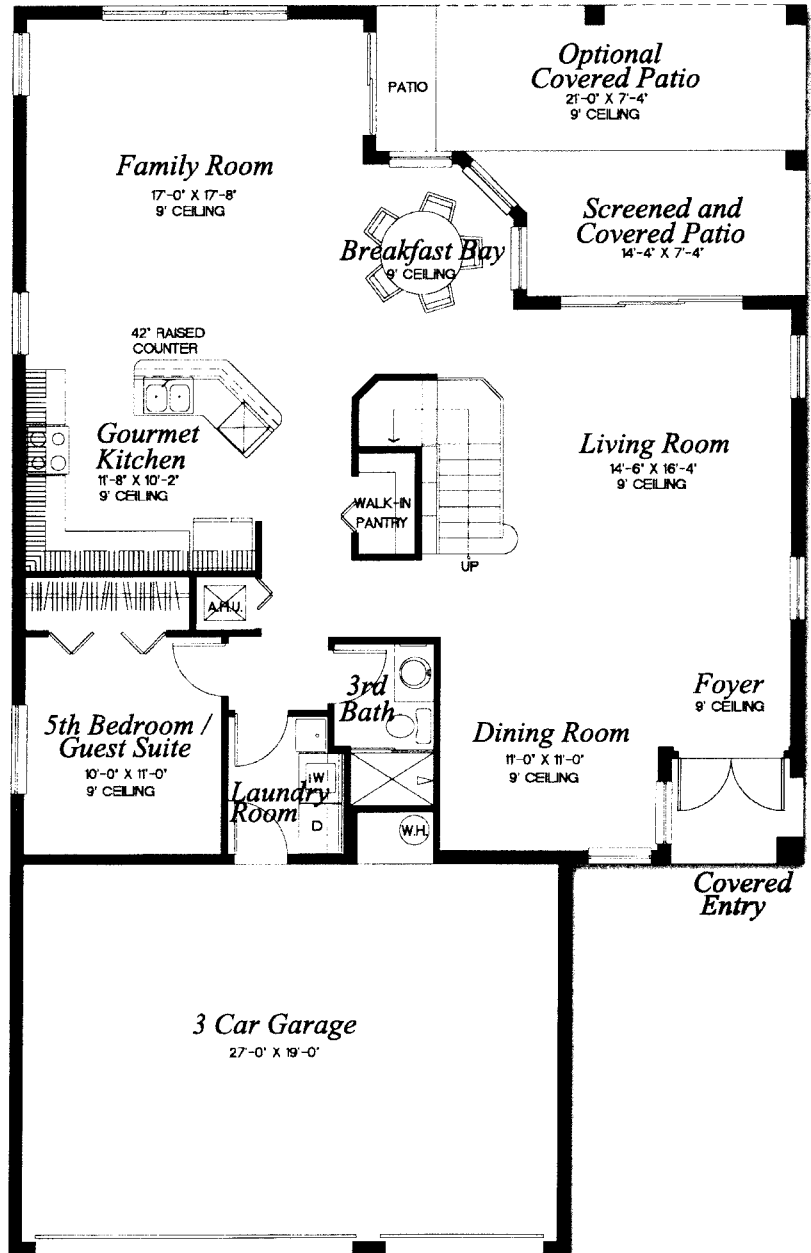 Optional
Covered Patio
21'-0" X 7'-4"
9' CEILING
PATIO
Family Room
17'-0" X 17'-8"
9' CEILING
Screened and
Covered Patio
14'-4" X 7'-4"
Breakfast Bay
9' CEILING
42" RAISED
COUNTER
Gourmet
Kitchen
11'-8" X 10'-2"
9' CEILING
Living Room
14'-6" X 16'-4"
9' CEILING
WALK-IN
PANTRY
UP
A.H.U.
3rd
Bath
Foyer
9' CEILING
5th Bedroom /
Guest Suite
10'-0" X 11'-0"
9' CEILING
Dining Room
11'-0" X 11'-0"
9' CEILING
W
Laundry
Room
D
W.H.
Covered
Entry
3 Car Garage
27'-0" X 19'-0"